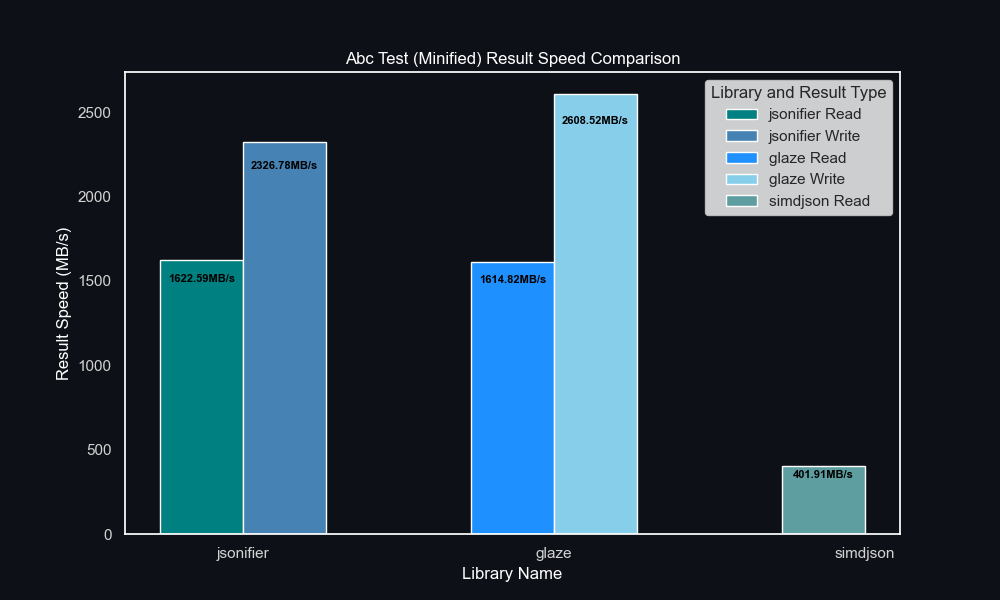 Abc Test (Minified) Result Speed Comparison
Library and Result Type
jsonifier Read
jsonifier Write
glaze Read
glaze Write
simdjson Read
Result Speed (MB/s)
2500
2000
1500
1000
500
0
1622.59MB/s
2326.78MB/s
1614.82MB/s
2608.52MB/s
401.91MB/s
jsonifier
glaze
simdjson
Library Name